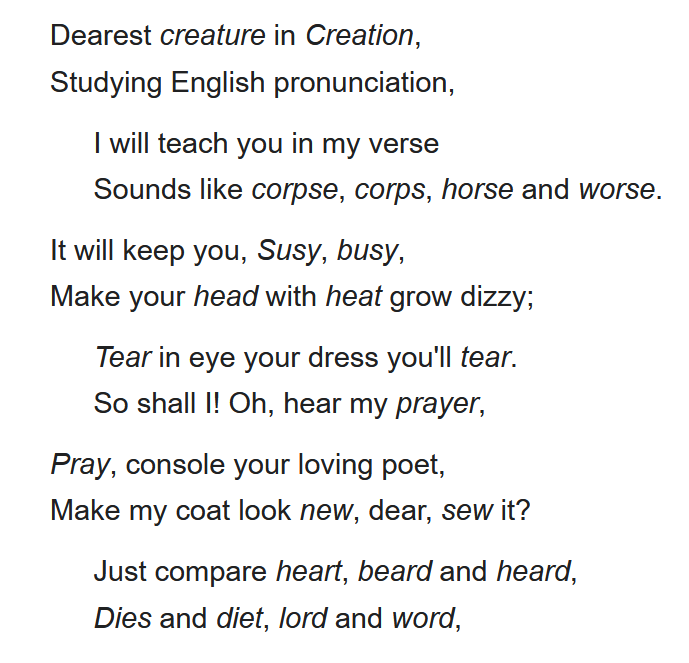 Dearest creature in Creation,
Studying English pronunciation,
I will teach you in my verse
Sounds like corpse, corps, horse and worse.
It will keep you, Susy, busy,
Make your head with heat grow dizzy;
Tear in eye your dress you'll tear.
So shall I! Oh, hear my prayer,
Pray, console your loving poet,
Make my coat look new, dear, sew it?
Just compare heart, beard and heard,
Dies and diet, lord and word,